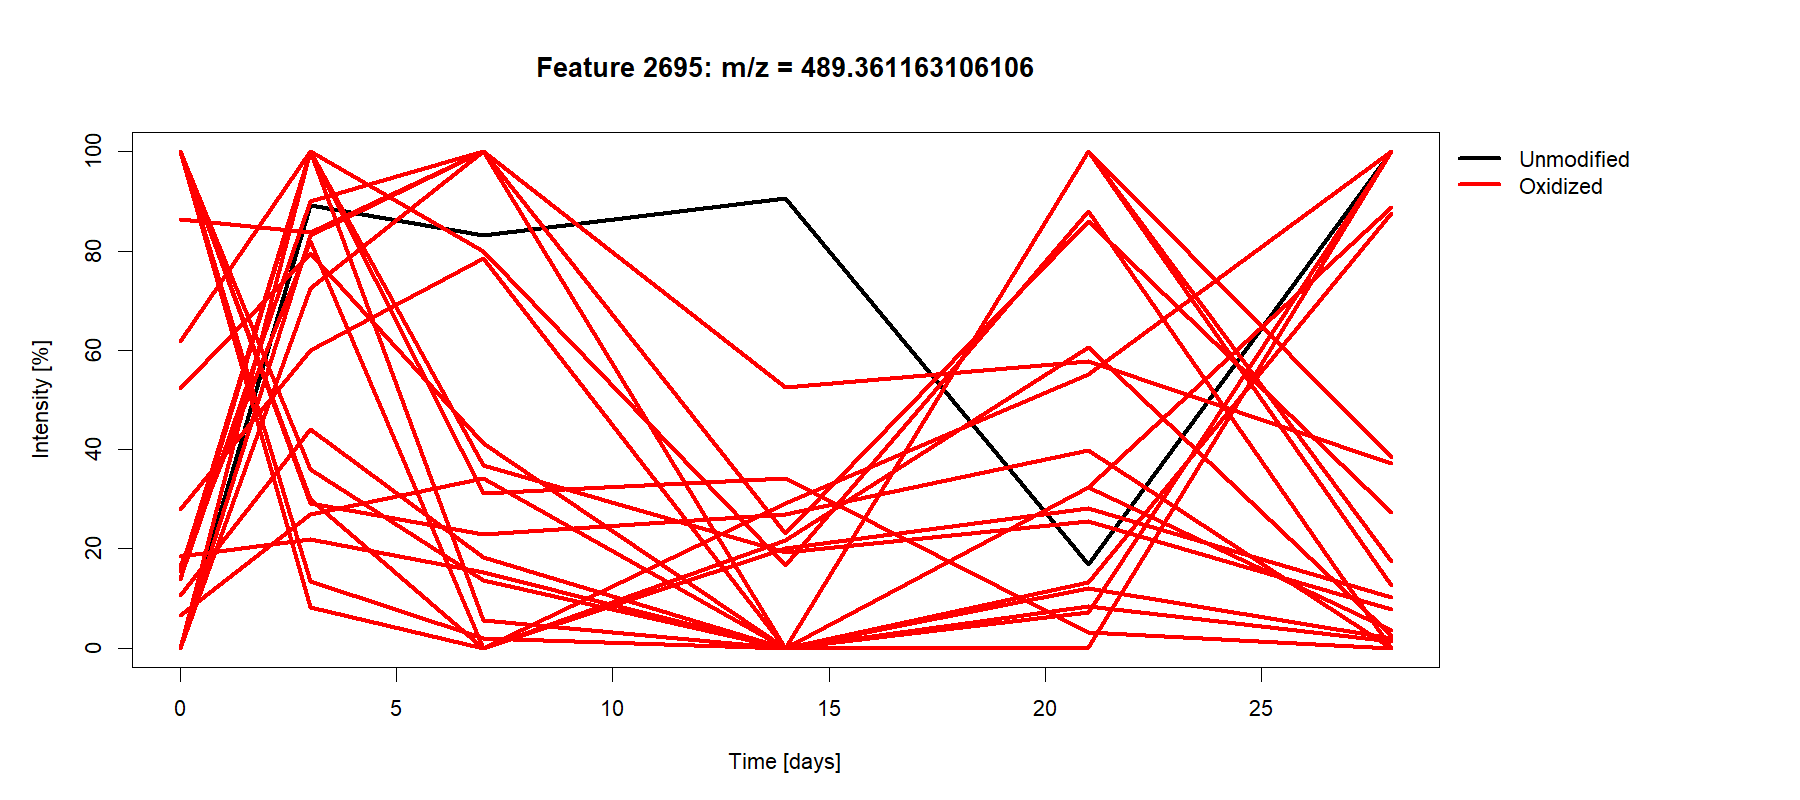 Feature 2695: m/z = 489.361163106106
Unmodified
Oxidized
Intensity [%]
100
80
60
40
20
0
0 5 10 15 20 25
Time [days]